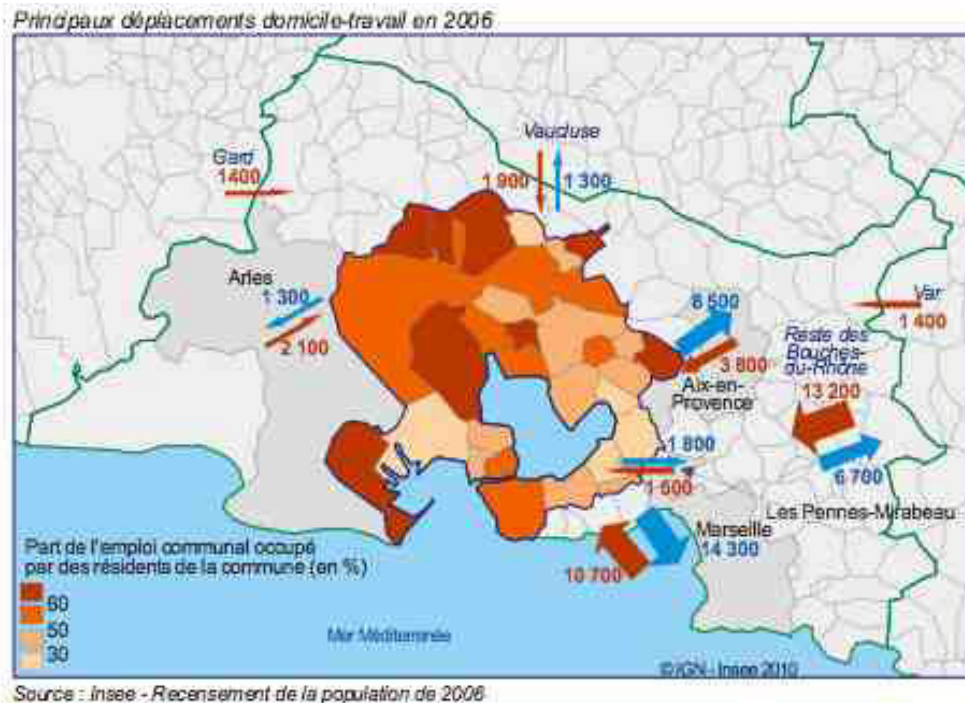 Principaux déplacements domicile-travail en 2006
Vaucluse
Gard
1400
1 900
1 300
Arles
1 300
2 100
8 500
Var
1 400
Reste des
Bouches-
du-Rhône
3 800
13 200
Aix-en-
Provence
1 800
1 600
6 700
Les Pennes-Mirabeau
Marseille
14 300
10 700
Part de l'emploi communal occupé
par des résidents de la commune (en %)
60
50
30
Mer Méditerranée
© IGN - Insee 2010
Source : Insee - Recensement de la population de 2006